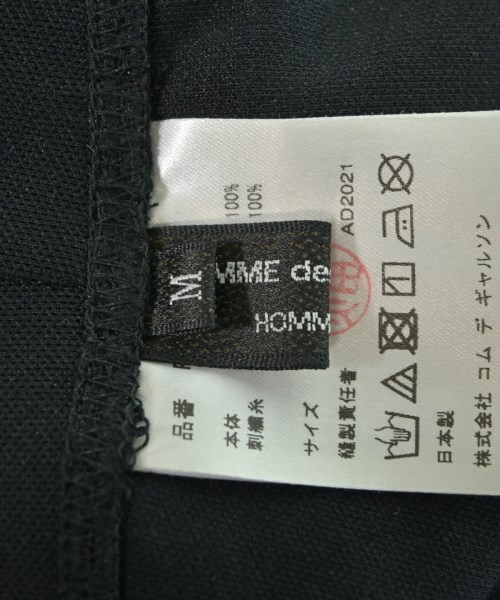 M
MME de
HOMM
品番
本体
100%
刺繍糸
100%
サイズ
縫製責任者
AD2021
日本製
株式会社 コム デ ギャルソン